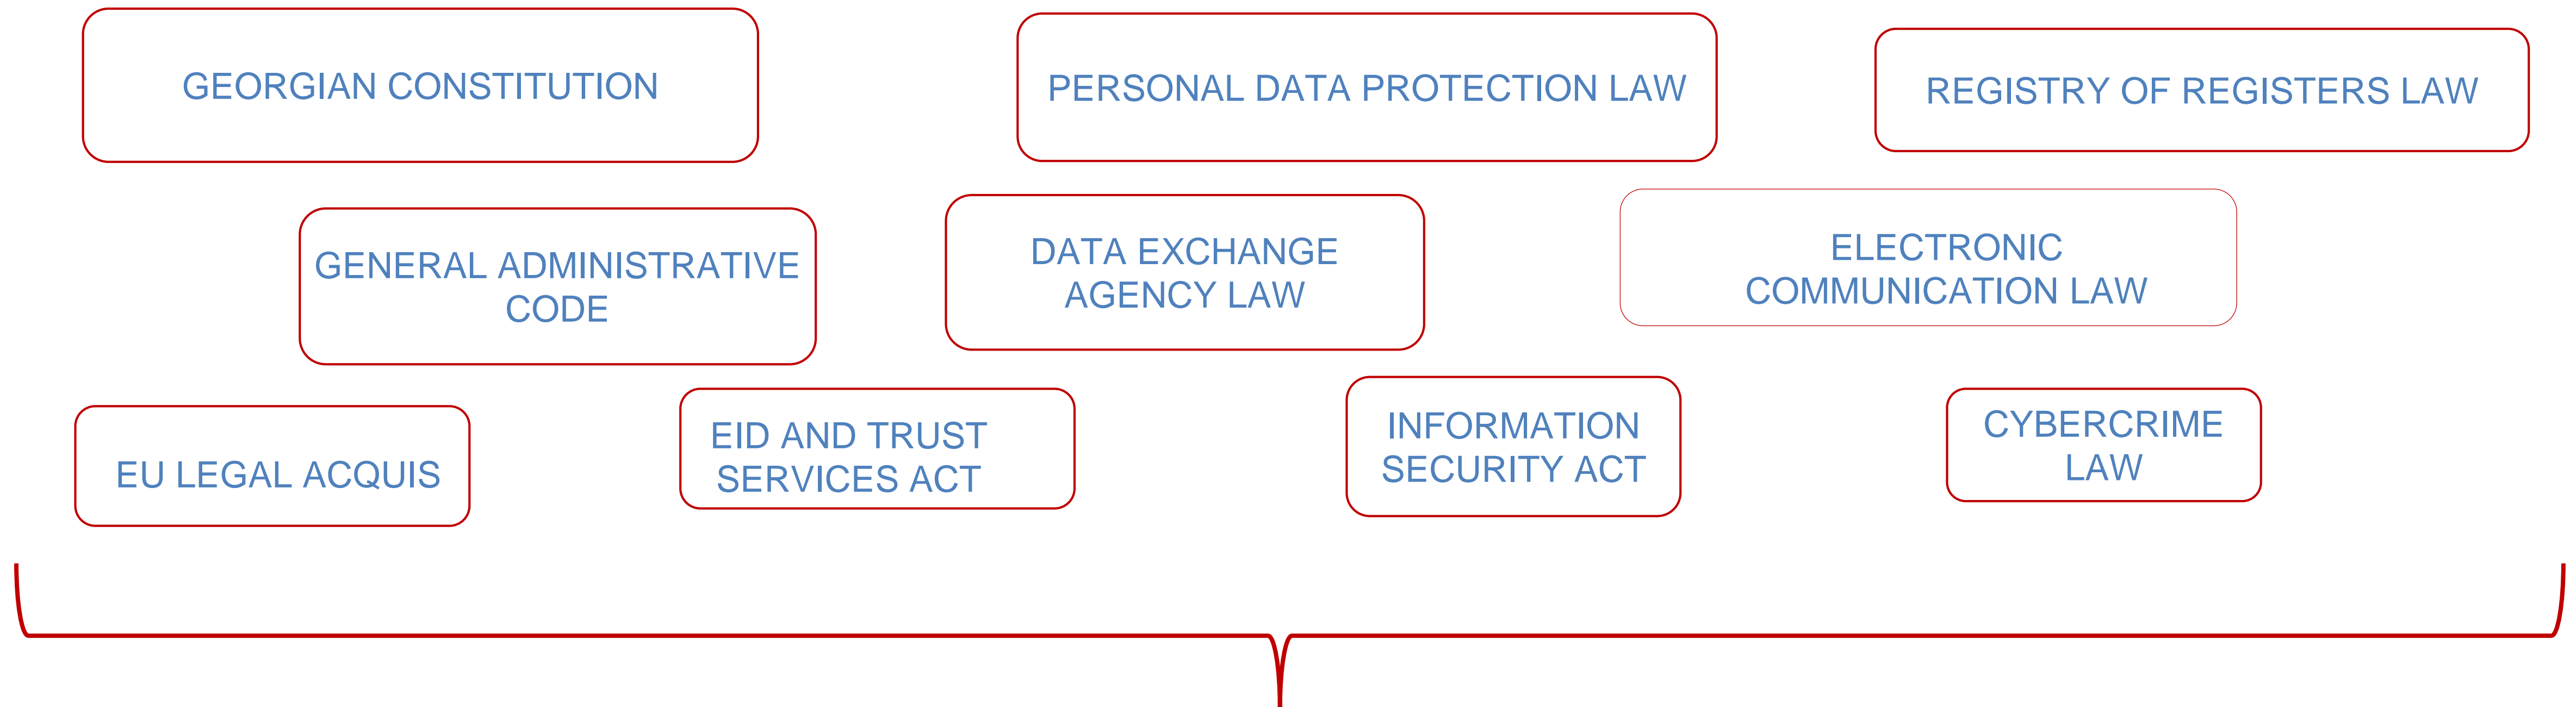 GEORGIAN CONSTITUTION
PERSONAL DATA PROTECTION LAW
REGISTRY OF REGISTERS LAW
GENERAL ADMINISTRATIVE
CODE
DATA EXCHANGE
AGENCY LAW
ELECTRONIC
COMMUNICATION LAW
EU LEGAL ACQUIS
EID AND TRUST
SERVICES ACT
INFORMATION
SECURITY ACT
CYBERCRIME
LAW